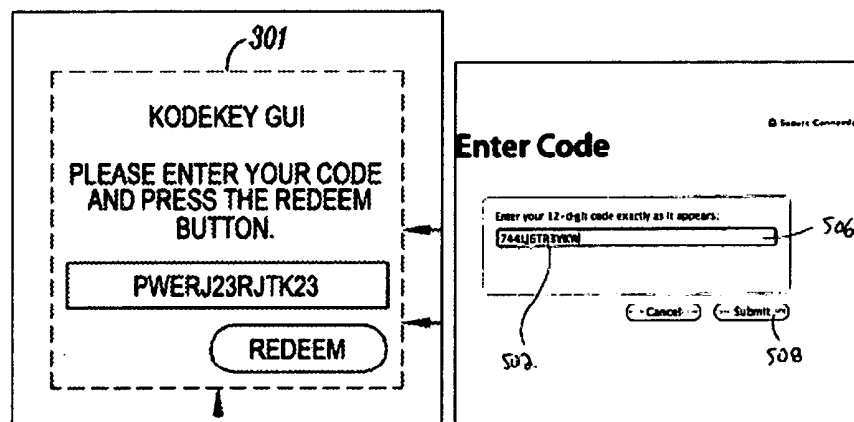 301
KODEKEY GUI
PLEASE ENTER YOUR CODE
AND PRESS THE REDEEM
BUTTON.
PWERJ23RJTK23
REDEEM
Secure
Enter Code
Enter your 12-digit code exactly as it appears:
506
Cancel
Submit
502.
508